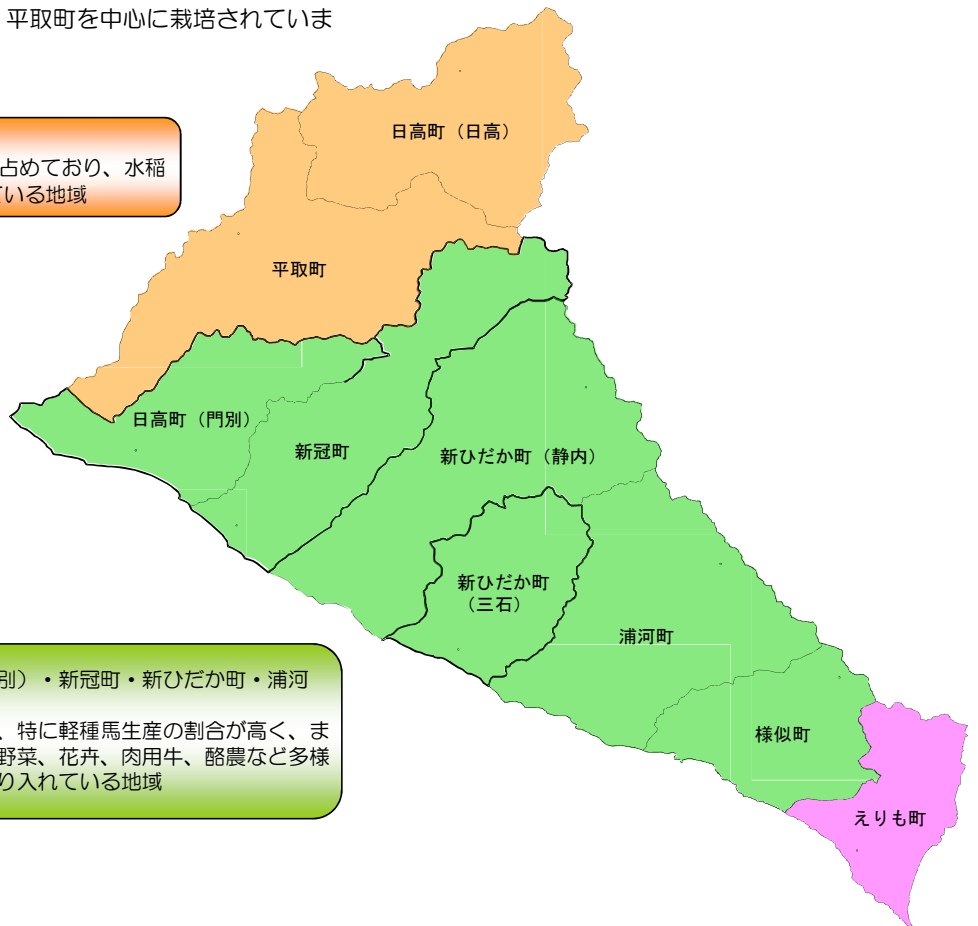 平取町を中心に栽培されていま
日高町（日高）
占めており、水稲
ている地域
平取町
日高町（門別）
新冠町
新ひだか町（静内）
新ひだか町
（三石）
浦河町
別）・新冠町・新ひだか町・浦河
、特に軽種馬生産の割合が高く、ま
野菜、花卉、肉用牛、酪農など多様
り入れている地域
様似町
えりも町